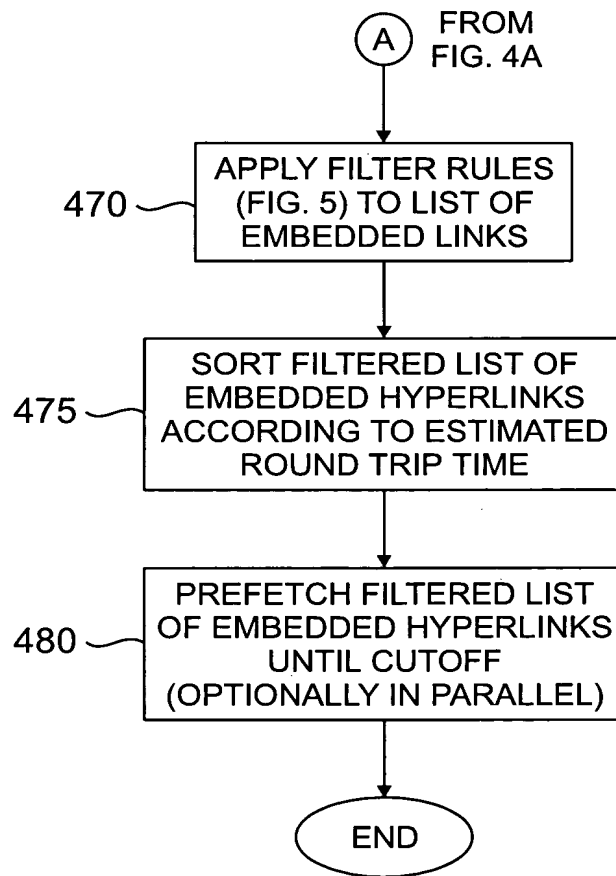 A
FROM
FIG. 4A
470
APPLY FILTER RULES
(FIG. 5) TO LIST OF
EMBEDDED LINKS
475
SORT FILTERED LIST OF
EMBEDDED HYPERLINKS
ACCORDING TO ESTIMATED
ROUND TRIP TIME
480
PREFETCH FILTERED LIST
OF EMBEDDED HYPERLINKS
UNTIL CUTOFF
(OPTIONALLY IN PARALLEL)
END